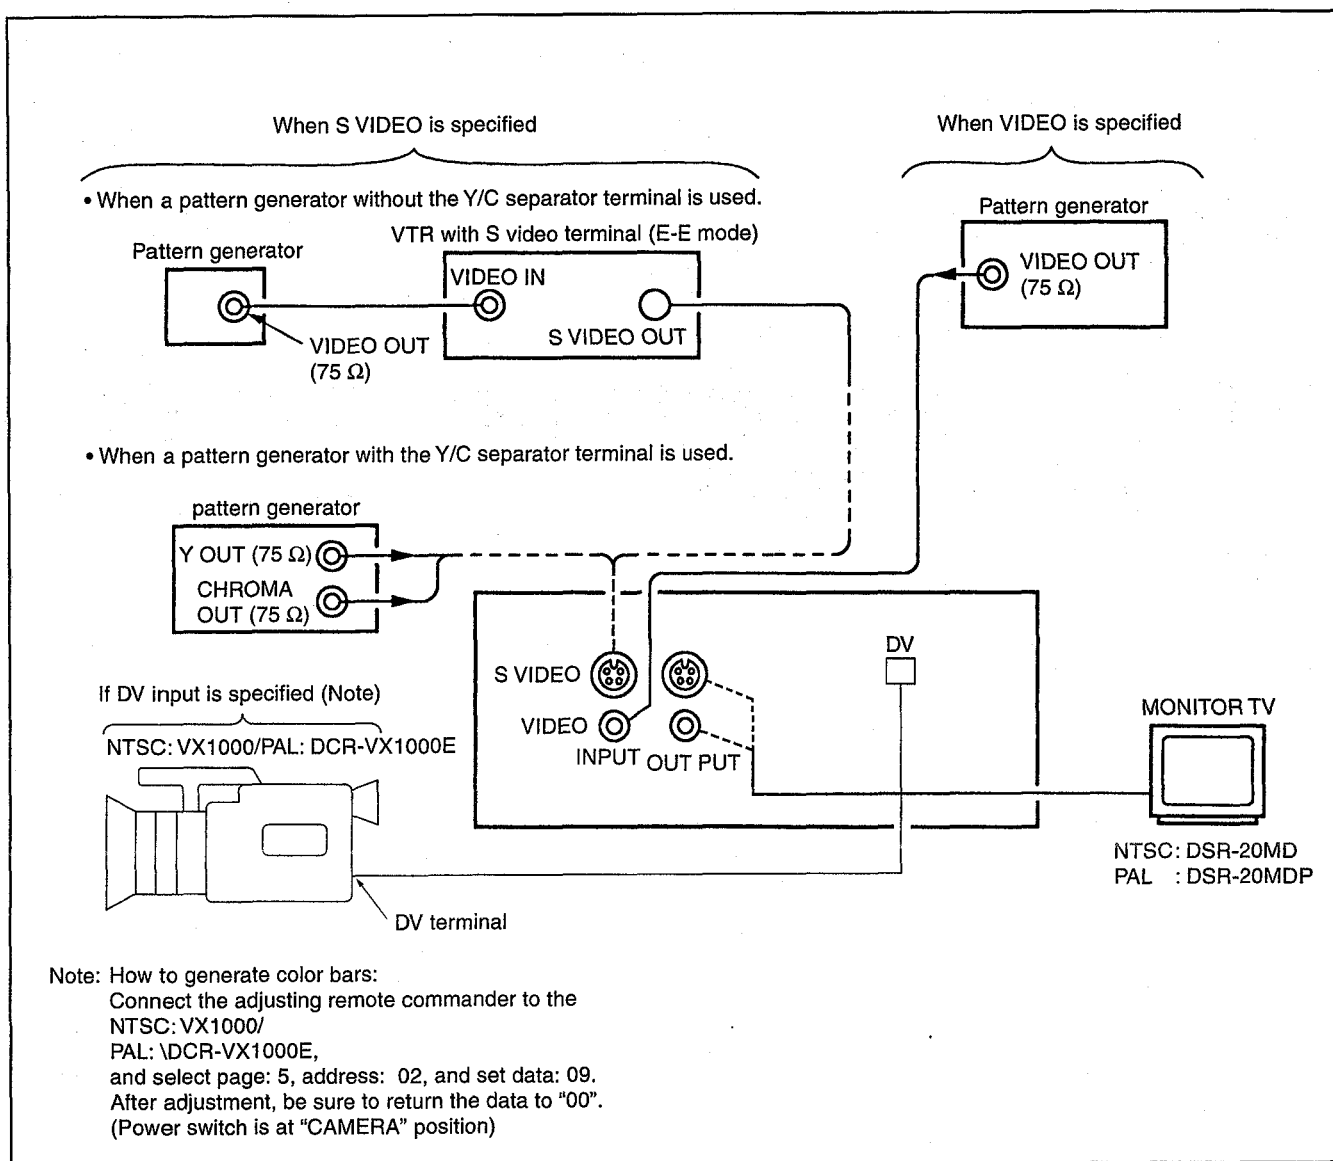 When S VIDEO is specified
When VIDEO is specified
• When a pattern generator without the Y/C separator terminal is used.
Pattern generator
VTR with S video terminal (E-E mode)
Pattern generator
VIDEO IN
VIDEO OUT
(75 Ω)
S VIDEO OUT
VIDEO OUT
(75 Ω)
• When a pattern generator with the Y/C separator terminal is used.
pattern generator
Y OUT (75 Ω)
CHROMA
OUT (75 Ω)
DV
S VIDEO
If DV input is specified (Note)
MONITOR TV
VIDEO
NTSC: VX1000/PAL: DCR-VX1000E
INPUT
OUT PUT
NTSC: DSR-20MD
PAL : DSR-20MDP
DV terminal
Note: How to generate color bars:
Connect the adjusting remote commander to the
NTSC: VX1000/
PAL: \DCR-VX1000E,
and select page: 5, address: 02, and set data: 09.
After adjustment, be sure to return the data to “00”.
(Power switch is at “CAMERA” position)